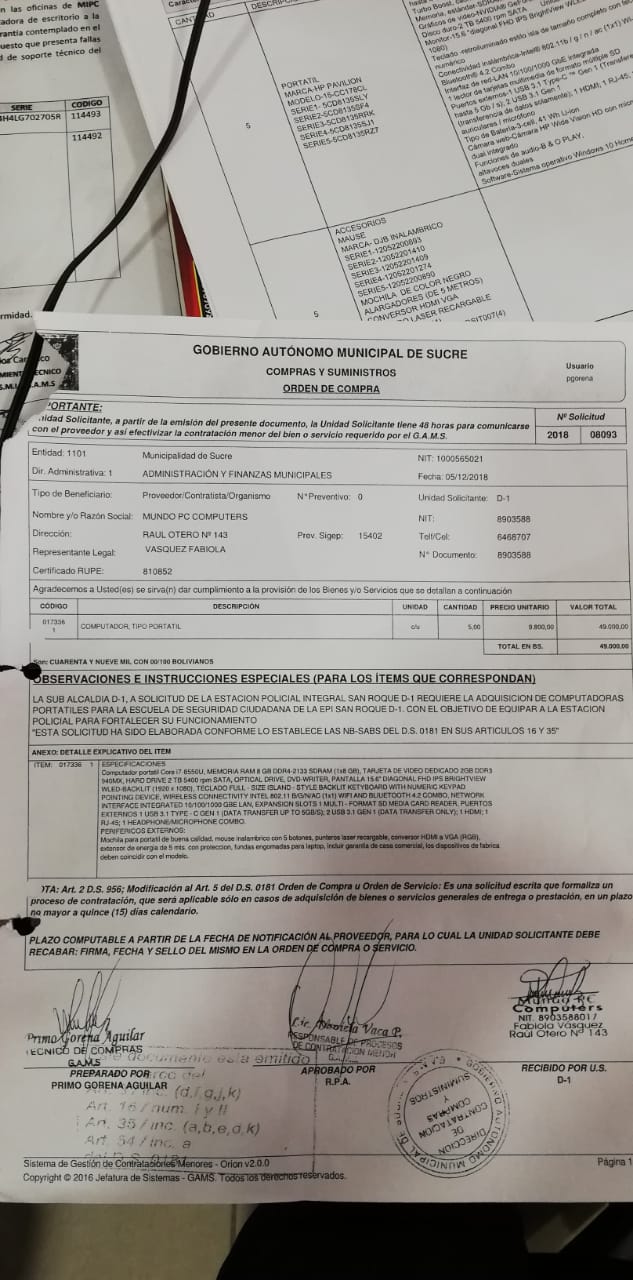 n las oficinas de MIPC
adora de escritorio a la
rantía contemplado en el
uesto que presenta fallas
d de soporte técnico del
SERIE CODIGO
4H4LG702705R 114493
114492
rmidad.
CANT DESCRIP
5
PORTATIL
MARCA-HP PAVILION
MODELO-15-CC178CL
SERIE1- 5CD8135SLY
SERIE2-5CD8135SF4
SERIE3-5CD8135RRK
SERIE4-5CD8135SJ1
SERIE5-5CD8135RZ7
Turbo Boost,
Memoria, estándar-SDRAM
Gráficos de video-NVIDIA®
Disco duro-2 TB 5400 rpm SATA
Monitor-15.6 "diagonal FHD IPS BrightView
1080)
Teclado -retroiluminado estilo isla de tamaño completo con
numérico
Conectividad inalámbrica-Intel® 802.11b / g / n / ac (1x1) Wi
Bluetooth® 4.2 Combo
Interfaz de red-LAN 10/100/1000 GbE integrada
1 lector de tarjetas multimedia de formato múltiple SD
Puertos externos-1 USB 3.1 Type-C ™ Gen 1 (Transfere
hasta 5 Gb / s); 2 USB 3.1 Gen 1
(transferencia de datos solamente); 1 HDMI; 1 RJ-45;
auriculares / micrófono
Tipo de Batería-3-cell, 41 Wh Li-ion
Cámara web-Cámara HP Wide Vision HD con micró
dual integrado
Funciones de audio-B & O PLAY,
altavoces duales
Software-Sistema operativo Windows 10 Home
5
ACCESORIOS
MAUSE
MARCA- DJB INALAMBRICO
SERIE1-12052200893
SERIE2-12052201410
SERIE3-12052201409
SERIE4-12052201274
SERIE5-12052200890
MOCHILA DE COLOR NEGRO
ALARGADORES (DE 5 METROS)
CONVERSOR HDMI VGA
LASER RECARGABLE
GOBIERNO AUTÓNOMO MUNICIPAL DE SUCRE
COMPRAS Y SUMINISTROS
ORDEN DE COMPRA
Usuario
pgorena
PORTANTE:
nidad Solicitante, a partir de la emisión del presente documento, la Unidad Solicitante tiene 48 horas para comunicarse
con el proveedor y así efectivizar la contratación menor del bien o servicio requerido por el G.A.M.S.
Nº Solicitud
2018 08093
Entidad: 1101 Municipalidad de Sucre NIT: 1000565021
Dir. Administrativa: 1 ADMINISTRACIÓN Y FINANZAS MUNICIPALES Fecha: 05/12/2018
Tipo de Beneficiario: Proveedor/Contratista/Organismo N°Preventivo: 0 Unidad Solicitante: D-1
Nombre y/o Razón Social: MUNDO PC COMPUTERS NIT: 8903588
Dirección: RAUL OTERO Nº 143 Prev. Sigep: 15402 Telf/Cel: 6468707
Representante Legal: VASQUEZ FABIOLA N° Documento: 8903588
Certificado RUPE: 810852
Agradecemos a Usted(es) se sirva(n) dar cumplimiento a la provisión de los Bienes y/o Servicios que se detallan a continuación
CÓDIGO DESCRIPCIÓN UNIDAD CANTIDAD PRECIO UNITARIO VALOR TOTAL
017336 1 COMPUTADOR, TIPO PORTATIL c/u 5,00 9.800,00 49.000,00
TOTAL EN BS. 49.000,00
Son: CUARENTA Y NUEVE MIL CON 00/100 BOLIVIANOS
OBSERVACIONES E INSTRUCCIONES ESPECIALES (PARA LOS ÍTEMS QUE CORRESPONDAN)
LA SUB ALCALDIA D-1, A SOLICITUD DE LA ESTACION POLICIAL INTEGRAL SAN ROQUE D-1 REQUIERE LA ADQUISICION DE COMPUTADORAS
PORTATILES PARA LA ESCUELA DE SEGURIDAD CIUDADANA DE LA EPI SAN ROQUE D-1. CON EL OBJETIVO DE EQUIPAR A LA ESTACION
POLICIAL PARA FORTALECER SU FUNCIONAMIENTO
"ESTA SOLICITUD HA SIDO ELABORADA CONFORME LO ESTABLECE LAS NB-SABS DEL D.S. 0181 EN SUS ARTICULOS 16 Y 35"
ANEXO: DETALLE EXPLICATIVO DEL ITEM
ITEM: 017336 1 ESPECIFICACIONES
Computador portatil Core i7-8550U, MEMORIA RAM 8 GB DDR4-2133 SDRAM (1x8 GB), TARJETA DE VIDEO DEDICADO 2GB DDR3
940MX, HARD DRIVE 2 TB 5400 rpm SATA, OPTICAL DRIVE, DVD-WRITER, PANTALLA 15.6" DIAGONAL FHD IPS BRIGHTVIEW
WLED-BACKLIT (1920 x 1080), TECLADO FULL - SIZE ISLAND - STYLE BACKLIT KETYBOARD WITH NUMERIC KEYPAD
POINTING DEVICE, WIRELESS CONNECTIVITY INTEL 802.11 B/G/N/AC (1x1) WIFI AND BLUETOOTH 4.2 COMBO, NETWORK
INTERFACE INTEGRATED 10/100/1000 GBE LAN, EXPANSION SLOTS 1 MULTI - FORMAT SD MEDIA CARD READER, PUERTOS
EXTERNOS 1 USB 3.1 TYPE - C GEN 1 (DATA TRANSFER UP TO 5GB/S); 2 USB 3.1 GEN 1 (DATA TRANSFER ONLY); 1 HDMI; 1
RJ-45; 1 HEADPHONE/MICROPHONE COMBO.
PERIFERICOS EXTERNOS:
Mochila para portatil de buena calidad, mouse inalambrico con 5 botones, punteros laser recargable, conversor HDMI a VGA (RGB),
extensor de energia de 5 mts. con proteccion, fundas engomadas para laptop, incluir garantia de casa comercial, los dispositivos de fabrica
deben coincidir con el modelo.
OTA: Art. 2 D.S. 956; Modificación al Art. 5 del D.S. 0181 Orden de Compra u Orden de Servicio: Es una solicitud escrita que formaliza un
proceso de contratación, que será aplicable sólo en casos de adquisición de bienes o servicios generales de entrega o prestación, en un plazo
no mayor a quince (15) días calendario.
PLAZO COMPUTABLE A PARTIR DE LA FECHA DE NOTIFICACIÓN AL PROVEEDOR, PARA LO CUAL LA UNIDAD SOLICITANTE DEBE
RECABAR: FIRMA, FECHA Y SELLO DEL MISMO EN LA ORDEN DE COMPRA O SERVICIO.
Primo Gorena Aguilar
TECNICO DE COMPRAS
G.A.M.S
PREPARADO POR
PRIMO GORENA AGUILAR
documento es a emitido
(d,f,g,j,k)
Art. 16 / num. i y II
Art. 35 / inc. (a,b,e,d,k)
Art. 54 / inc. a
Vaca P.
RESPONSABLE DE PROCESOS
DE CONTRATACION MENOR
APROBADO POR
R.P.A.
GOBIERNO AUTONOMO MUNICIPAL DE SUCRE
DIRECCION
DE
CONTRATACION
Y
COMPRAS
SUMINISTROS
Mundo PC
Computers
NIT. 8903588017
Fabiola Vásquez
Raúl Otero Nº 143
RECIBIDO POR U.S.
D-1
Sistema de Gestión de Contrataciones Menores - Orion v2.0.0 Página 1
Copyright © 2016 Jefatura de Sistemas - GAMS. Todos los derechos reservados.